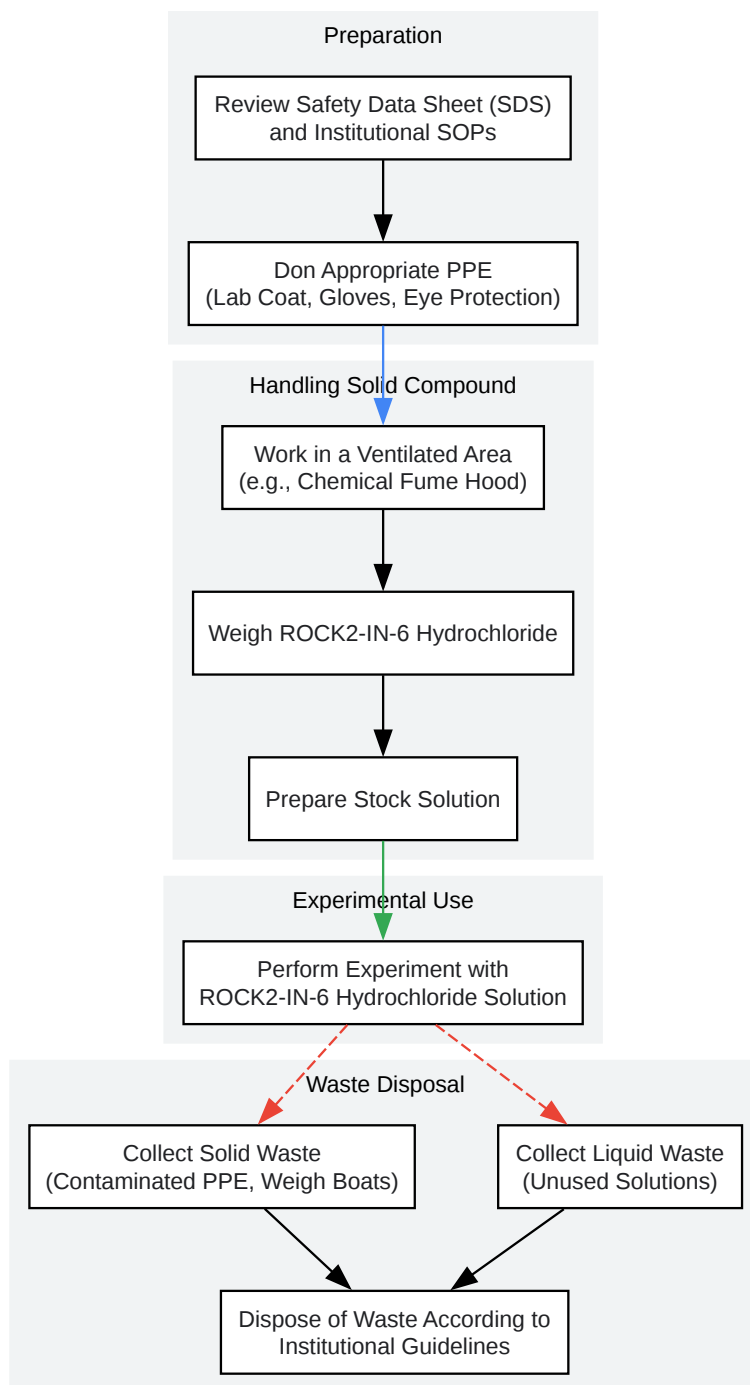 Preparation
Review Safety Data Sheet (SDS)
and Institutional SOPs
Don Appropriate PPE
(Lab Coat, Gloves, Eye Protection)
Handling Solid Compound
Work in a Ventilated Area
(e.g., Chemical Fume Hood)
Weigh ROCK2-IN-6 Hydrochloride
Prepare Stock Solution
Experimental Use
Perform Experiment with
ROCK2-IN-6 Hydrochloride Solution
Waste Disposal
Collect Solid Waste
(Contaminated PPE, Weigh Boats)
Collect Liquid Waste
(Unused Solutions)
Dispose of Waste According to
Institutional Guidelines